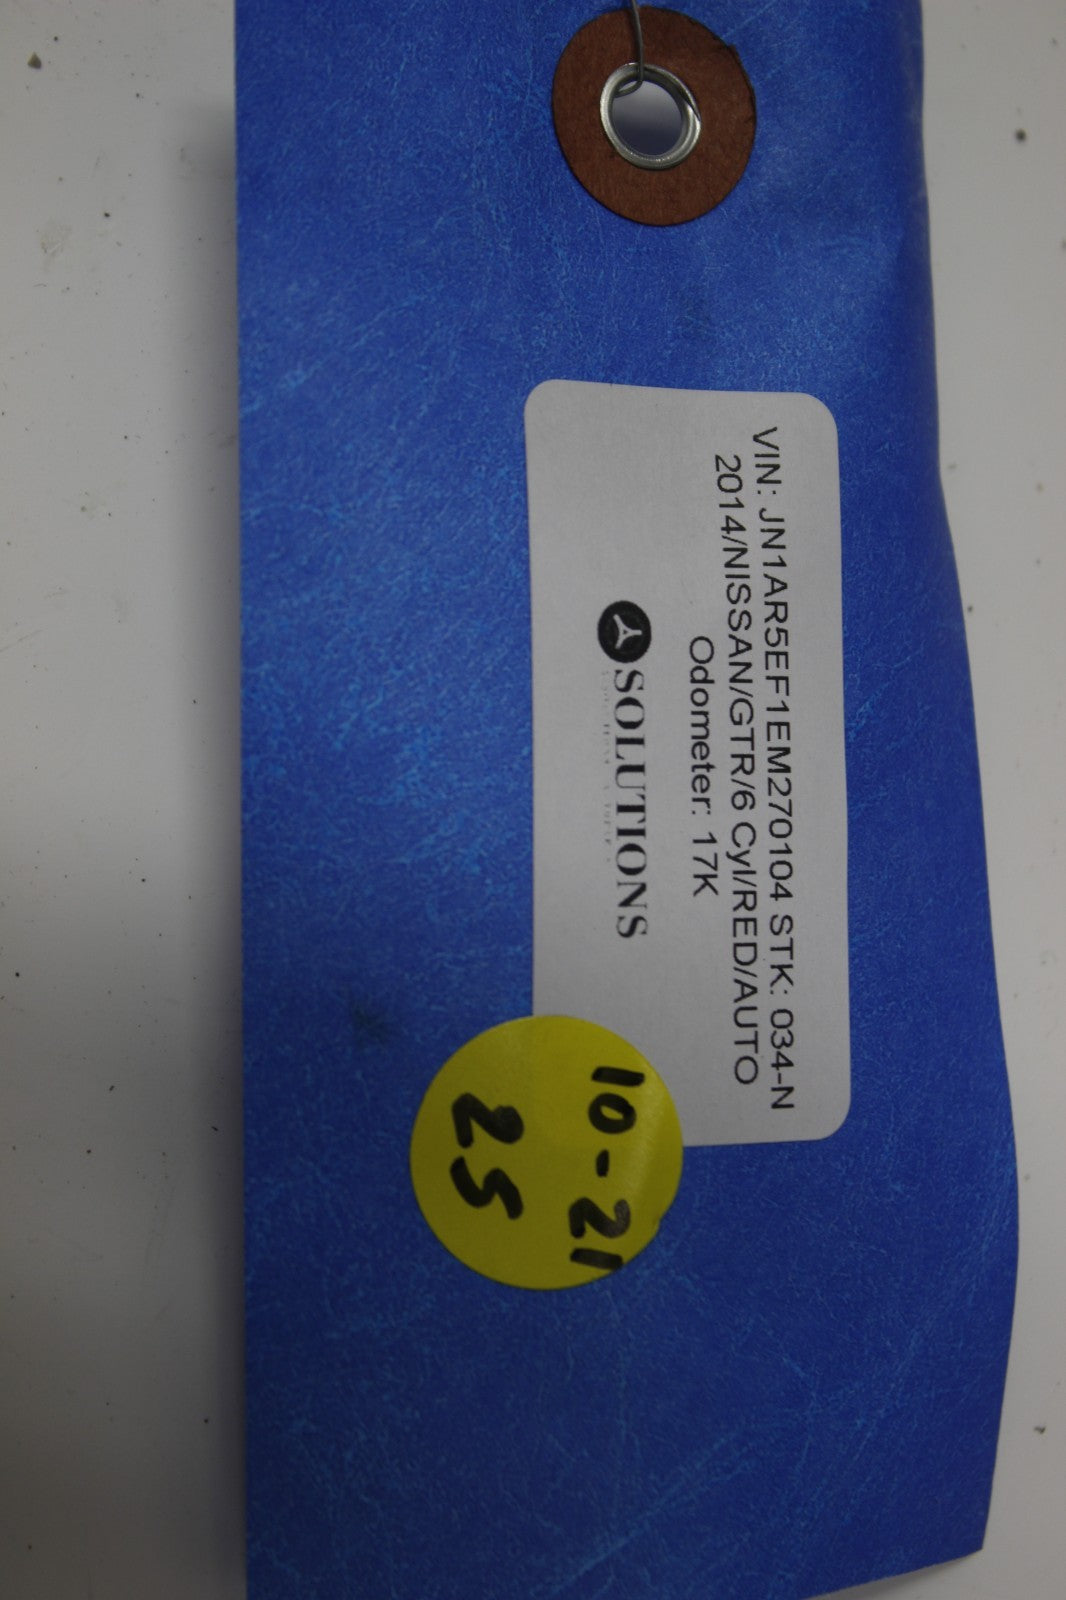 VIN: JN1AR5EF1EM270104 STK: 034-N
2014/NISSAN/GTR/6 Cyl/RED/AUTO
Odometer: 17K
SOLUTIONS
10-21
25